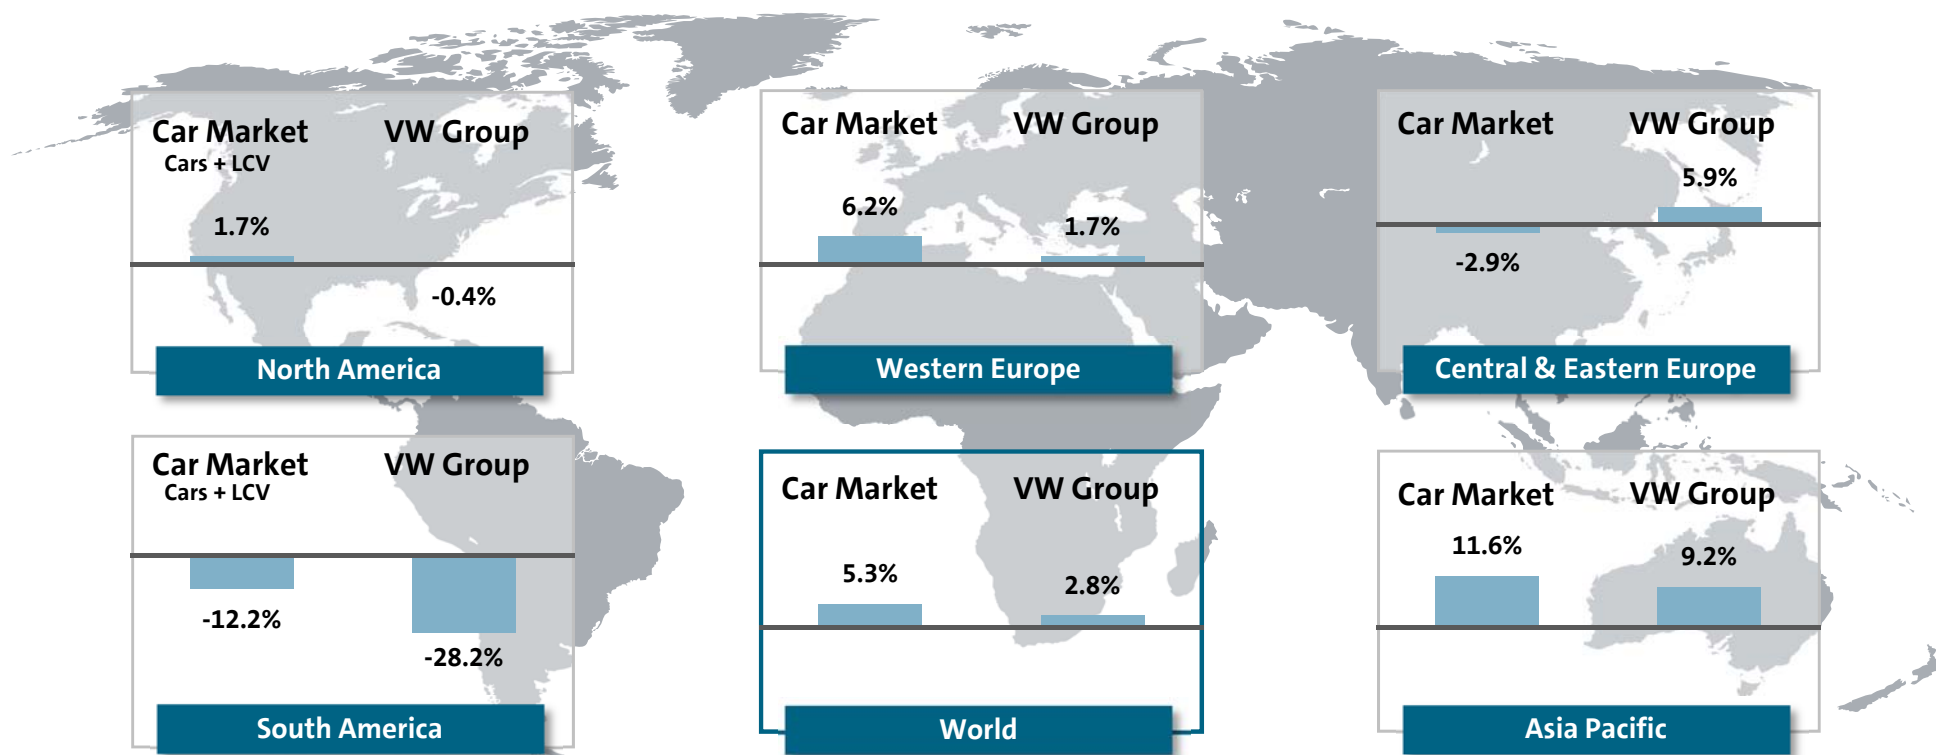 Car Market VW Group
Cars + LCV
1.7%
-0.4%
North America
Car Market VW Group
6.2%
1.7%
Western Europe
Car Market VW Group
5.9%
-2.9%
Central & Eastern Europe
Car Market VW Group
Cars + LCV
-12.2%
-28.2%
South America
Car Market VW Group
5.3%
2.8%
World
Car Market VW Group
11.6%
9.2%
Asia Pacific